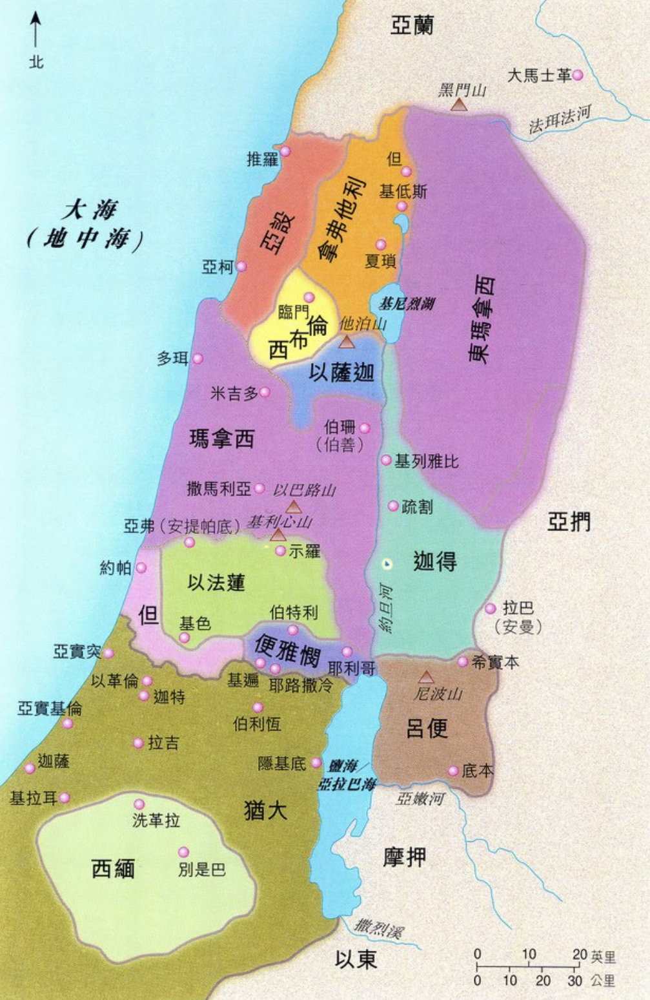 亞蘭
北
大馬士革
黑門山
法珥法河
推羅
但
基低斯
大海
(地中海)
亞設
拿弗他利
夏瑣
亞柯
東瑪拿西
基尼烈湖
臨門
他泊山
西布倫
多珥
以薩迦
米吉多
伯珊
(伯善)
瑪拿西
基列雅比
撒馬利亞
以巴路山
疏割
亞弗(安提帕底)
基利心山
亞捫
示羅
約帕
迦得
以法蓮
約旦河
但
伯特利
拉巴
(安曼)
基色
便雅憫
亞實突
耶利哥
希實本
以革倫
基遍
耶路撒冷
迦特
尼波山
亞實基倫
伯利恆
呂便
拉吉
迦薩
隱基底
鹽海/
亞拉巴海
底本
基拉耳
亞嫩河
猶大
洗革拉
摩押
西緬
別是巴
撒烈溪
以東
0 10 20 英里
0 10 20 30 公里